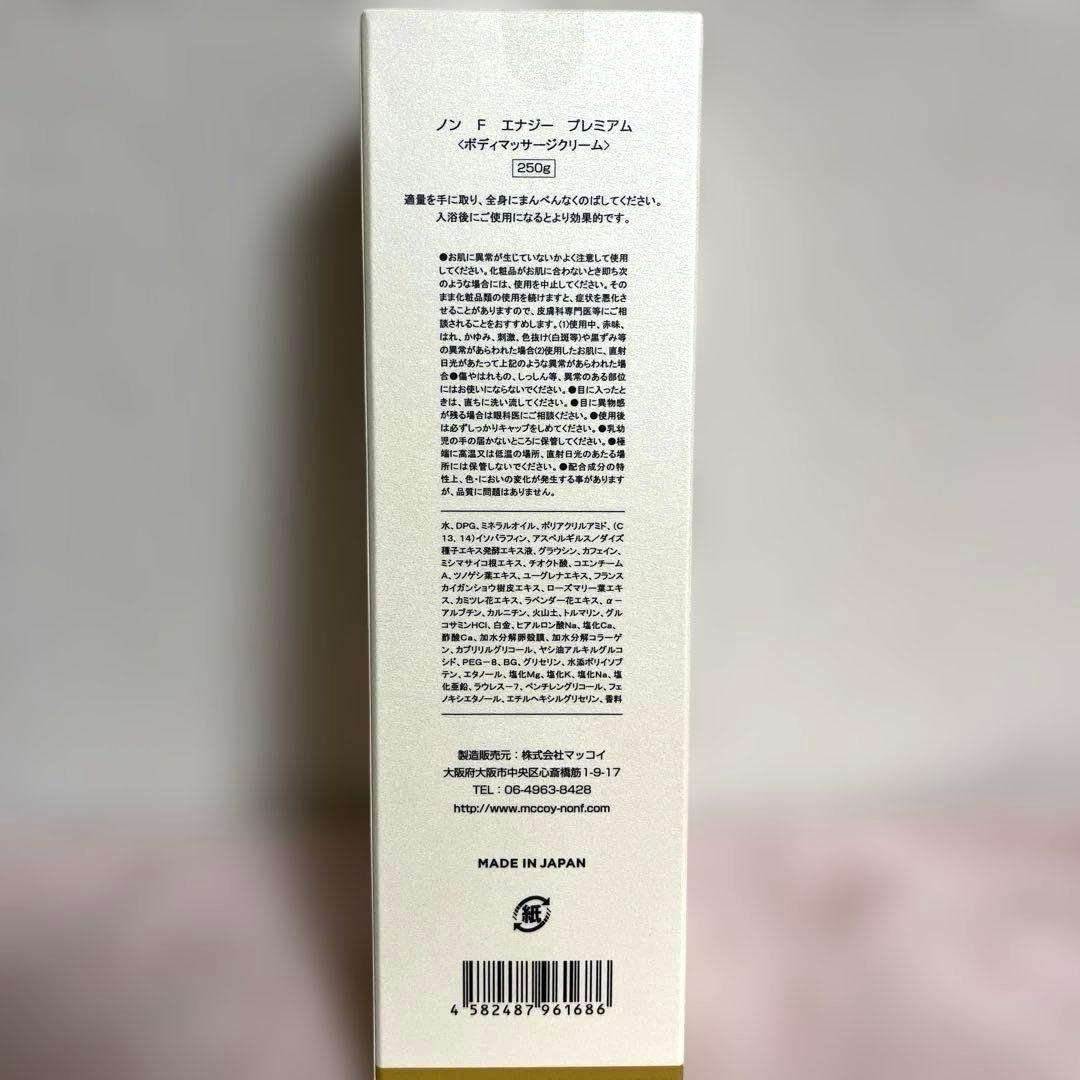 ノン F エナジー プレミアム
〈ボディマッサージクリーム〉
250g
適量を手に取り、全身にまんべんなくのばしてください。
入浴後にご使用になるとより効果的です。
●お肌に異常が生じていないかよく注意して使用
してください。化粧品がお肌に合わないとき即ち次
のような場合には、使用を中止してください。その
まま化粧品類の使用を続けますと、症状を悪化さ
せることがありますので、皮膚科専門医等にご相
談されることをおすすめします。(1)使用中、赤味、
はれ、かゆみ、刺激、色抜け(白斑等)や黒ずみ等
の異常があらわれた場合(2)使用したお肌に、直射
日光があたって上記のような異常があらわれた場
合●傷やはれもの、しっしん等、異常のある部位
にはお使いにならないでください。●目に入ったと
きは、直ちに洗い流してください。●目に異物感
が残る場合は眼科医にご相談ください。●使用後
は必ずしっかりキャップをしめてください。●乳幼
児の手の届かないところに保管してください。●極
端に高温又は低温の場所、直射日光のあたる場
所には保管しないでください。●配合成分の特
性上、色・においの変化が発生する事があります
が、品質に問題はありません。
水、DPG、ミネラルオイル、ポリアクリルアミド、(C
13, 14)イソパラフィン、アスペルギルス／ダイズ
種子エキス発酵エキス液、グラウシン、カフェイン、
ミシマサイコ根エキス、チオクト酸、コエンチーム
A、ツノゲシ葉エキス、ユーグレナエキス、フランス
カイガンショウ樹皮エキス、ローズマリー葉エキ
ス、カミツレ花エキス、ラベンダー花エキス、α－
アルブチン、カルニチン、火山土、トルマリン、グル
コサミンHCl、白金、ヒアルロン酸Na、塩化Ca、
酢酸Ca、加水分解卵殻膜、加水分解コラーゲ
ン、カプリリルグリコール、ヤシ油アルキルグルコ
シド、PEG－8、BG、グリセリン、水添ポリイソブ
テン、エタノール、塩化Mg、塩化K、塩化Na、塩
化亜鉛、ラウレス－7、ペンチレングリコール、フェ
ノキシエタノール、エチルヘキシルグリセリン、香料
製造販売元：株式会社マッコイ
大阪府大阪市中央区心斎橋筋1-9-17
TEL：06-4963-8428
http://www.mccoy-nonf.com
MADE IN JAPAN
紙
4 582487 961686